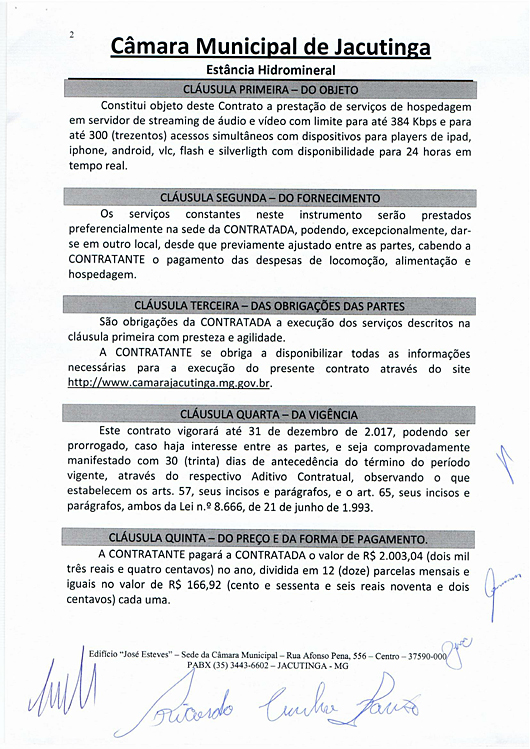 2
Câmara Municipal de Jacutinga
Estância Hidromineral
CLÁUSULA PRIMEIRA – DO OBJETO
Constitui objeto deste Contrato a prestação de serviços de hospedagem
em servidor de streaming de áudio e vídeo com limite para até 384 Kbps e para
até 300 (trezentos) acessos simultâneos com dispositivos para players de ipad,
iphone, android, vlc, flash e silverligth com disponibilidade para 24 horas em
tempo real.
CLÁUSULA SEGUNDA – DO FORNECIMENTO
Os serviços constantes neste instrumento serão prestados
preferencialmente na sede da CONTRATADA, podendo, excepcionalmente, dar-
se em outro local, desde que previamente ajustado entre as partes, cabendo a
CONTRATANTE o pagamento das despesas de locomoção, alimentação e
hospedagem.
CLÁUSULA TERCEIRA – DAS OBRIGAÇÕES DAS PARTES
São obrigações da CONTRATADA a execução dos serviços descritos na
cláusula primeira com presteza e agilidade.
A CONTRATANTE se obriga a disponibilizar todas as informações
necessárias para a execução do presente contrato através do site
http://www.camarajacutinga.mg.gov.br.
CLÁUSULA QUARTA – DA VIGÊNCIA
Este contrato vigorará até 31 de dezembro de 2.017, podendo ser
prorrogado, caso haja interesse entre as partes, e seja comprovadamente
manifestado com 30 (trinta) dias de antecedência do término do período
vigente, através do respectivo Aditivo Contratual, observando o que
estabelecem os arts. 57, seus incisos e parágrafos, e o art. 65, seus incisos e
parágrafos, ambos da Lei n.º 8.666, de 21 de junho de 1.993.
CLÁUSULA QUINTA – DO PREÇO E DA FORMA DE PAGAMENTO.
A CONTRATANTE pagará a CONTRATADA o valor de R$ 2.003,04 (dois mil
três reais e quatro centavos) no ano, dividida em 12 (doze) parcelas mensais e
iguais no valor de R$ 166,92 (cento e sessenta e seis reais noventa e dois
centavos) cada uma.
Edifício “José Esteves” – Sede da Câmara Municipal – Rua Afonso Pena, 556 – Centro – 37590-000
PABX (35) 3443-6602 – JACUTINGA - MG
Ricardo Cunha